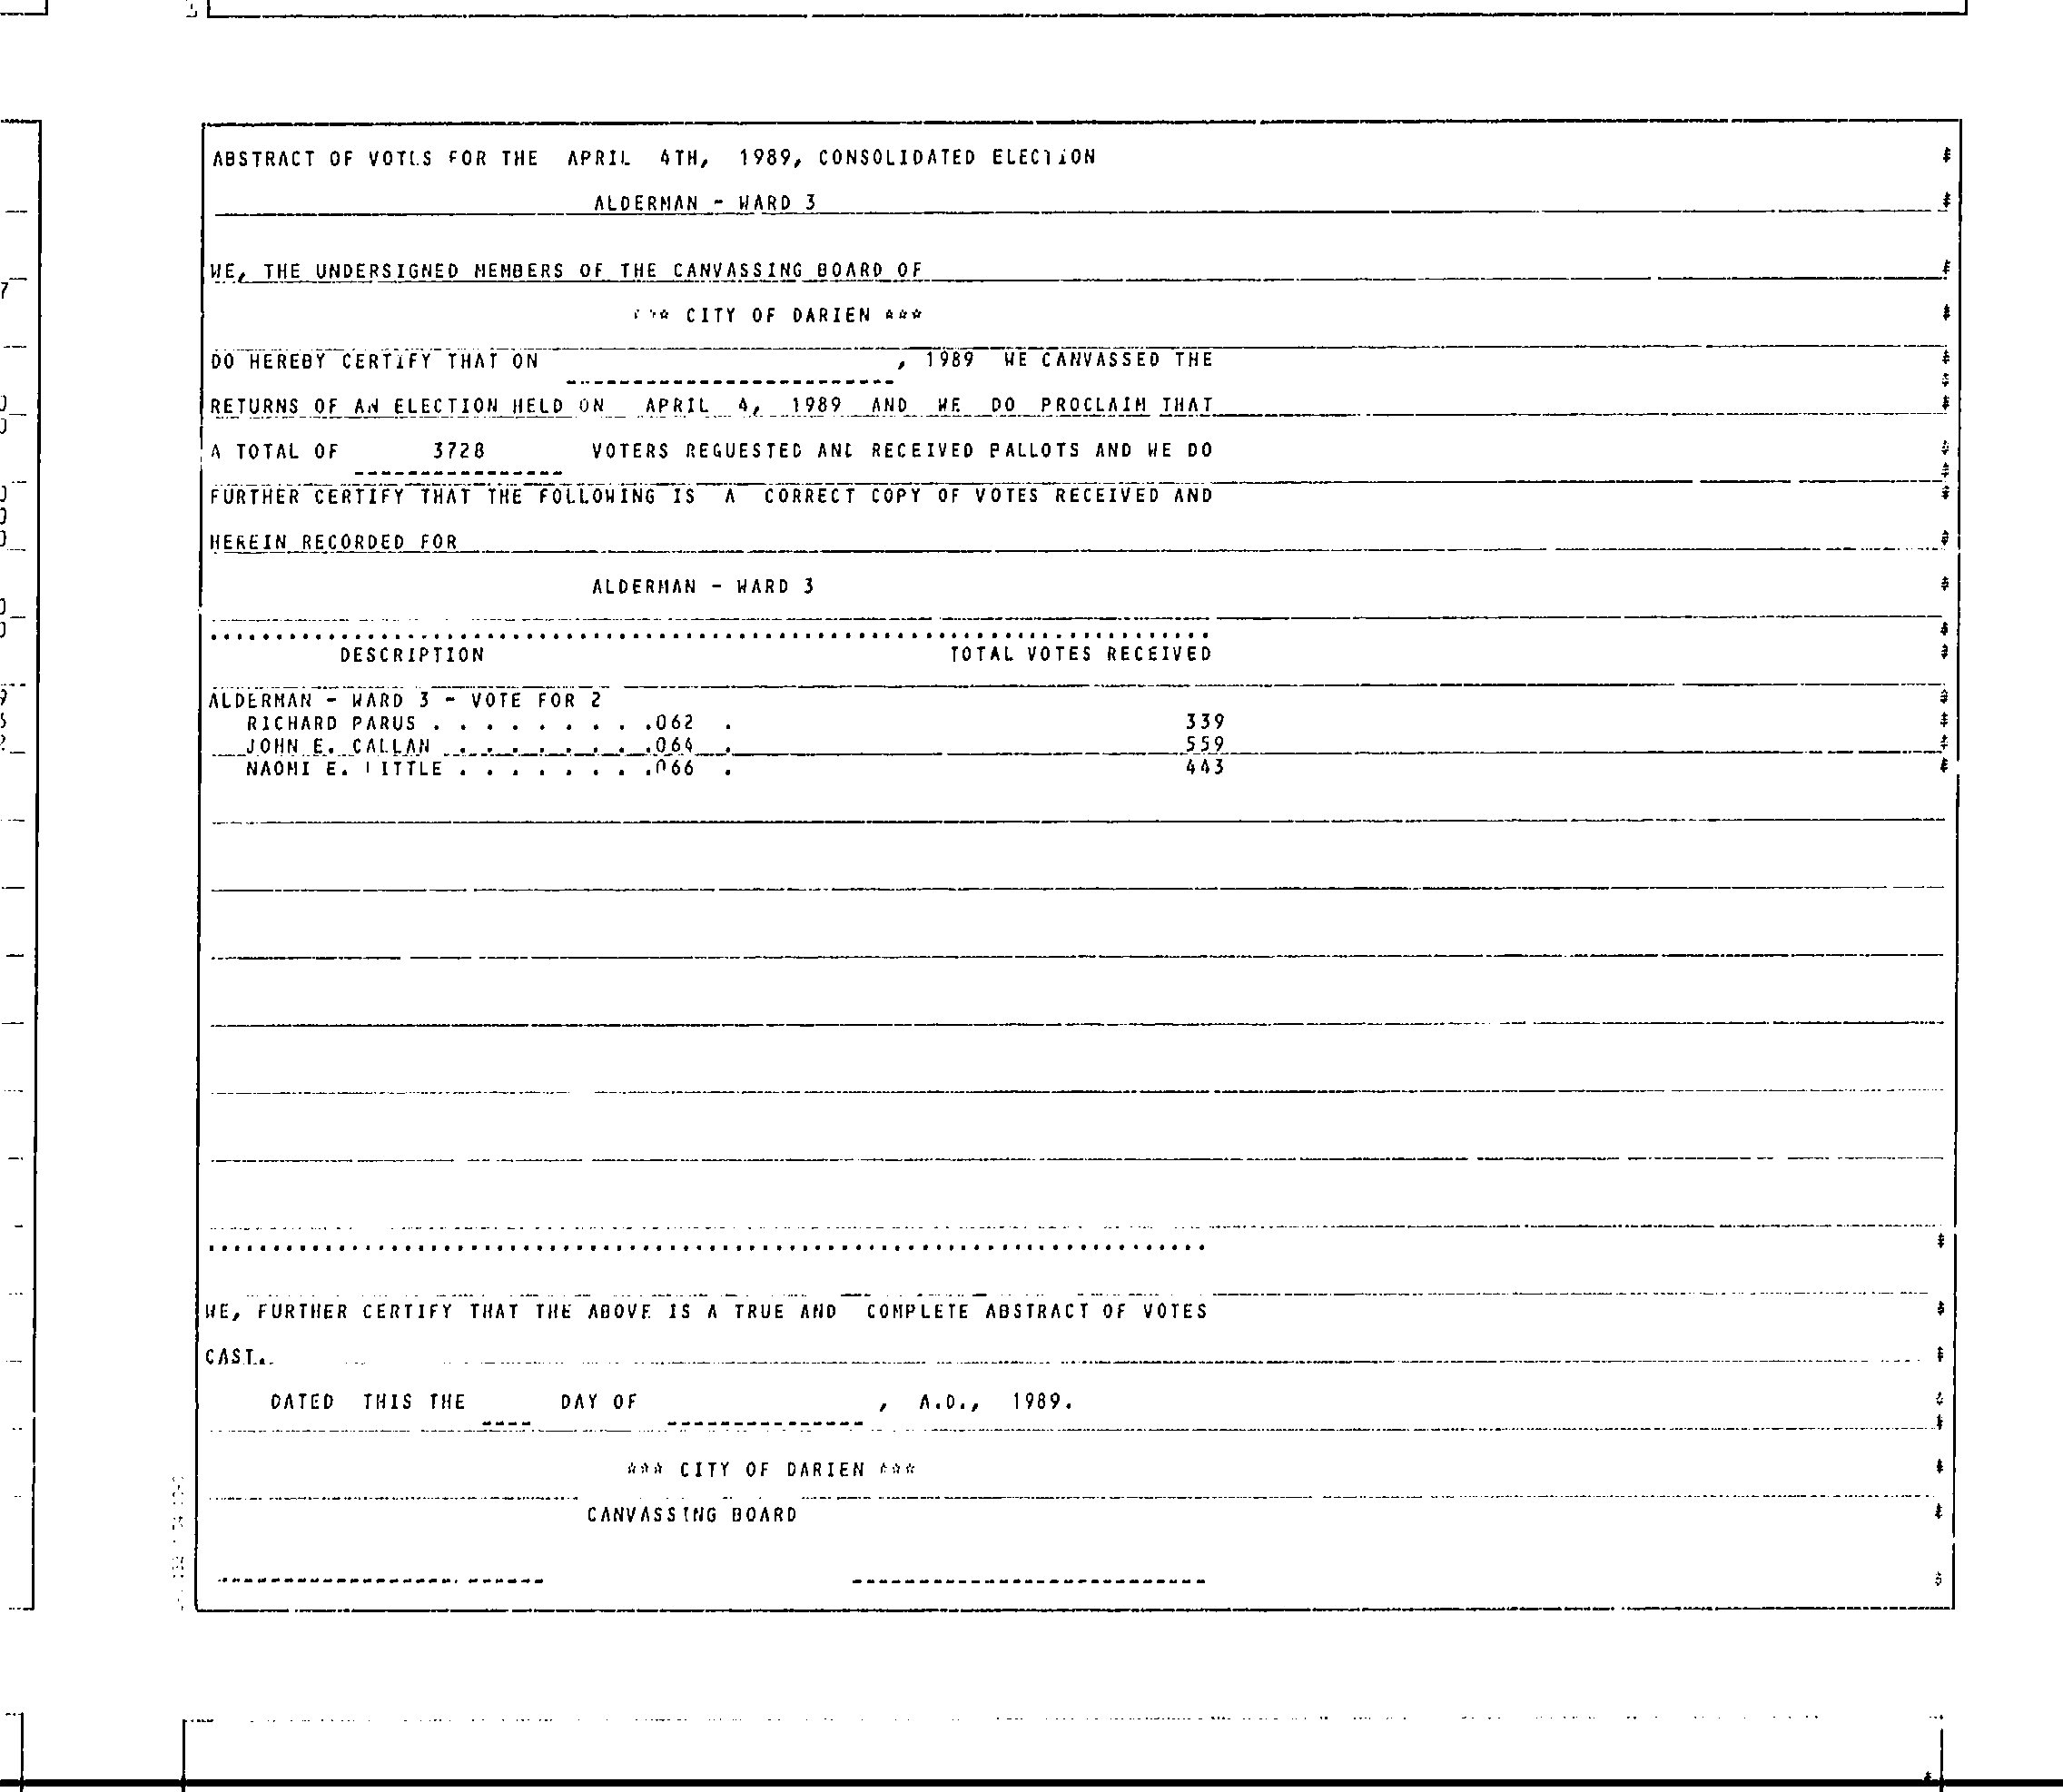 ABSTRACT OF VOTES FOR THE APRIL 4TH, 1989, CONSOLIDATED ELECTION
ALDERMAN - WARD 3
WE, THE UNDERSIGNED MEMBERS OF THE CANVASSING BOARD OF
*** CITY OF DARIEN ***
DO HEREBY CERTIFY THAT ON , 1989 WE CANVASSED THE
RETURNS OF AN ELECTION HELD ON APRIL 4, 1989 AND WE DO PROCLAIM THAT
A TOTAL OF 3728 VOTERS REQUESTED AND RECEIVED BALLOTS AND WE DO
FURTHER CERTIFY THAT THE FOLLOWING IS A CORRECT COPY OF VOTES RECEIVED AND
HEREIN RECORDED FOR
ALDERMAN - WARD 3
DESCRIPTION TOTAL VOTES RECEIVED
ALDERMAN - WARD 3 - VOTE FOR 2
RICHARD PARUS . . . . . . . . .062 . 339
JOHN E. CALLAN . . . . . . . .064 . 559
NAOMI E. LITTLE . . . . . . . .066 . 443
WE, FURTHER CERTIFY THAT THE ABOVE IS A TRUE AND COMPLETE ABSTRACT OF VOTES
CAST.
DATED THIS THE ---- DAY OF , A.D., 1989.
*** CITY OF DARIEN ***
CANVASSING BOARD